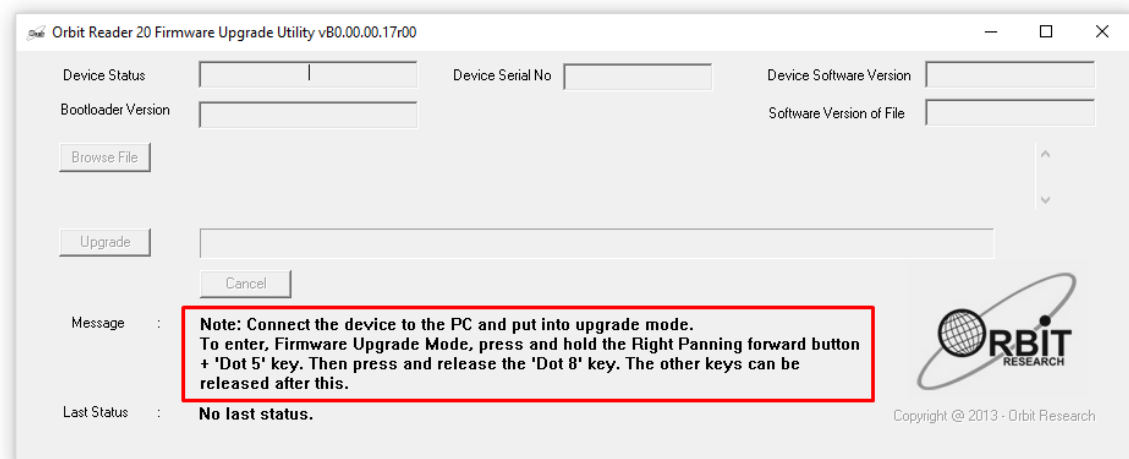 Orbit Reader 20 Firmware Upgrade Utility vB0.00.00.17r00
Device Status
Device Serial No
Device Software Version
Bootloader Version
Software Version of File
Browse File
Upgrade
Cancel
Message :
Note: Connect the device to the PC and put into upgrade mode.
To enter, Firmware Upgrade Mode, press and hold the Right Panning forward button
+ 'Dot 5' key. Then press and release the 'Dot 8' key. The other keys can be
released after this.
ORBIT
RESEARCH
Last Status : No last status.
Copyright @ 2013 - Orbit Research